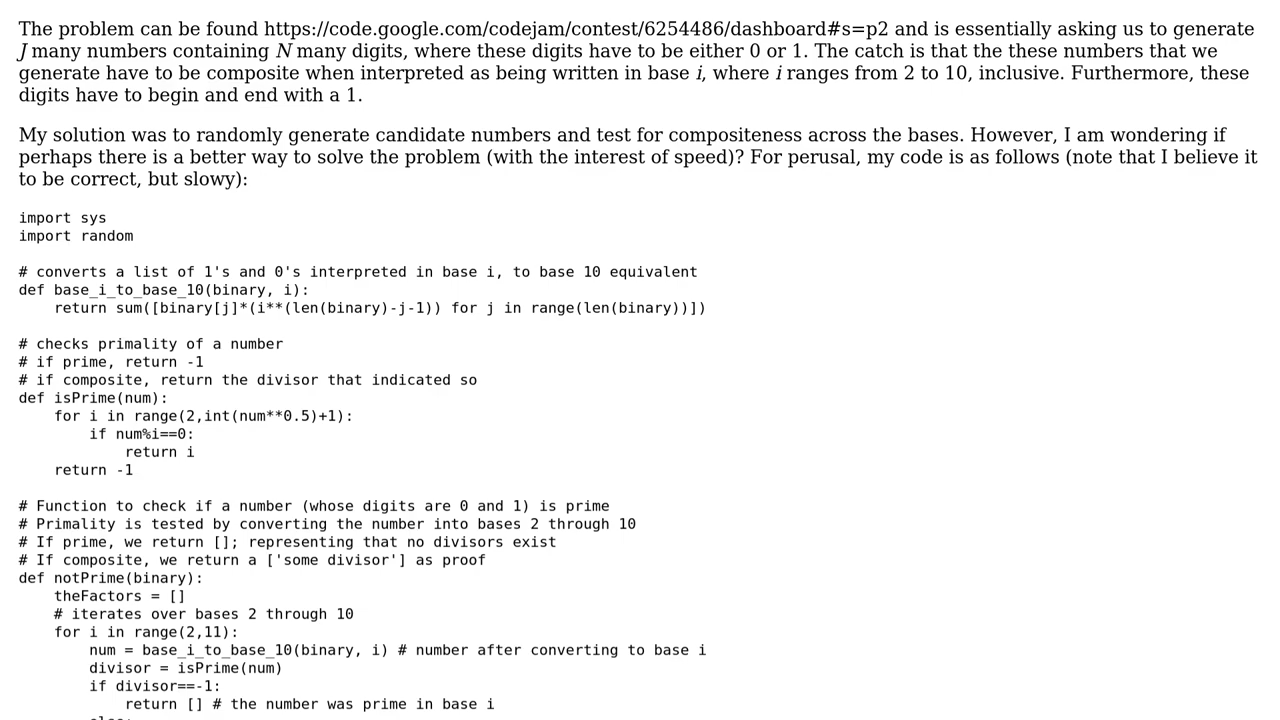 The problem can be found https://code.google.com/codejam/contest/6254486/dashboard#s=p2 and is essentially asking us to generate
J many numbers containing N many digits, where these digits have to be either 0 or 1. The catch is that the these numbers that we
generate have to be composite when interpreted as being written in base i, where i ranges from 2 to 10, inclusive. Furthermore, these
digits have to begin and end with a 1.
My solution was to randomly generate candidate numbers and test for compositeness across the bases. However, I am wondering if
perhaps there is a better way to solve the problem (with the interest of speed)? For perusal, my code is as follows (note that I believe it
to be correct, but slowy):
import sys
import random
# converts a list of 1's and 0's interpreted in base i, to base 10 equivalent
def base_i_to_base_10(binary, i):
    return sum([binary[j]*(i**(len(binary)-j-1)) for j in range(len(binary))])
# checks primality of a number
# if prime, return -1
# if composite, return the divisor that indicated so
def isPrime(num):
    for i in range(2,int(num**0.5)+1):
        if num%i==0:
            return i
    return -1
# Function to check if a number (whose digits are 0 and 1) is prime
# Primality is tested by converting the number into bases 2 through 10
# If prime, we return []; representing that no divisors exist
# If composite, we return a ['some divisor'] as proof
def notPrime(binary):
    theFactors = []
    # iterates over bases 2 through 10
    for i in range(2,11):
        num = base_i_to_base_10(binary, i) # number after converting to base i
        divisor = isPrime(num)
        if divisor==-1:
            return [] # the number was prime in base i